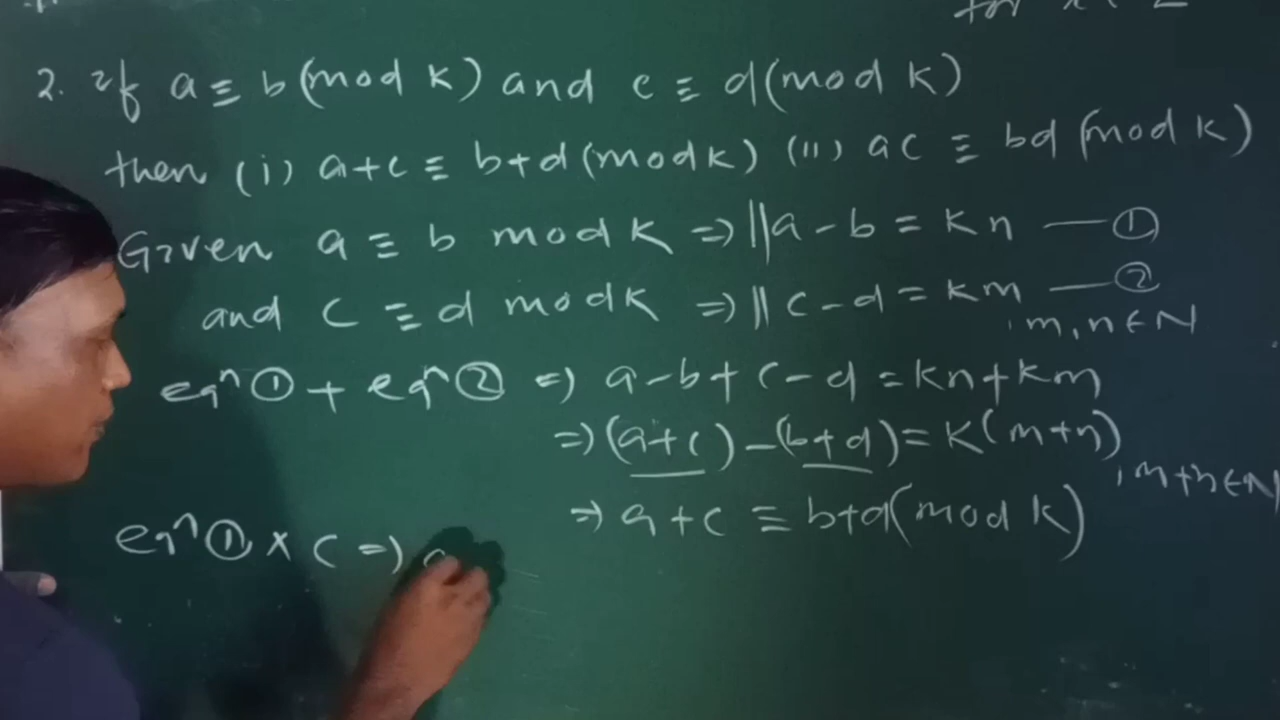 2. If a ≡ b (mod k) and c ≡ d (mod k)
then (i) a+c ≡ b+d (mod k) (ii) ac ≡ bd (mod k)
Given a ≡ b mod k ⇒ || a - b = kn — ①
and c ≡ d mod k ⇒ || c - d = km — ②
, m, n ∈ N
eqⁿ ① + eqⁿ ② ⇒ a - b + c - d = kn + km
⇒ (a+c) - (b+d) = k(m+n)
, m+n ∈ N
⇒ a+c ≡ b+d (mod k)
eqⁿ ① × c ⇒ a